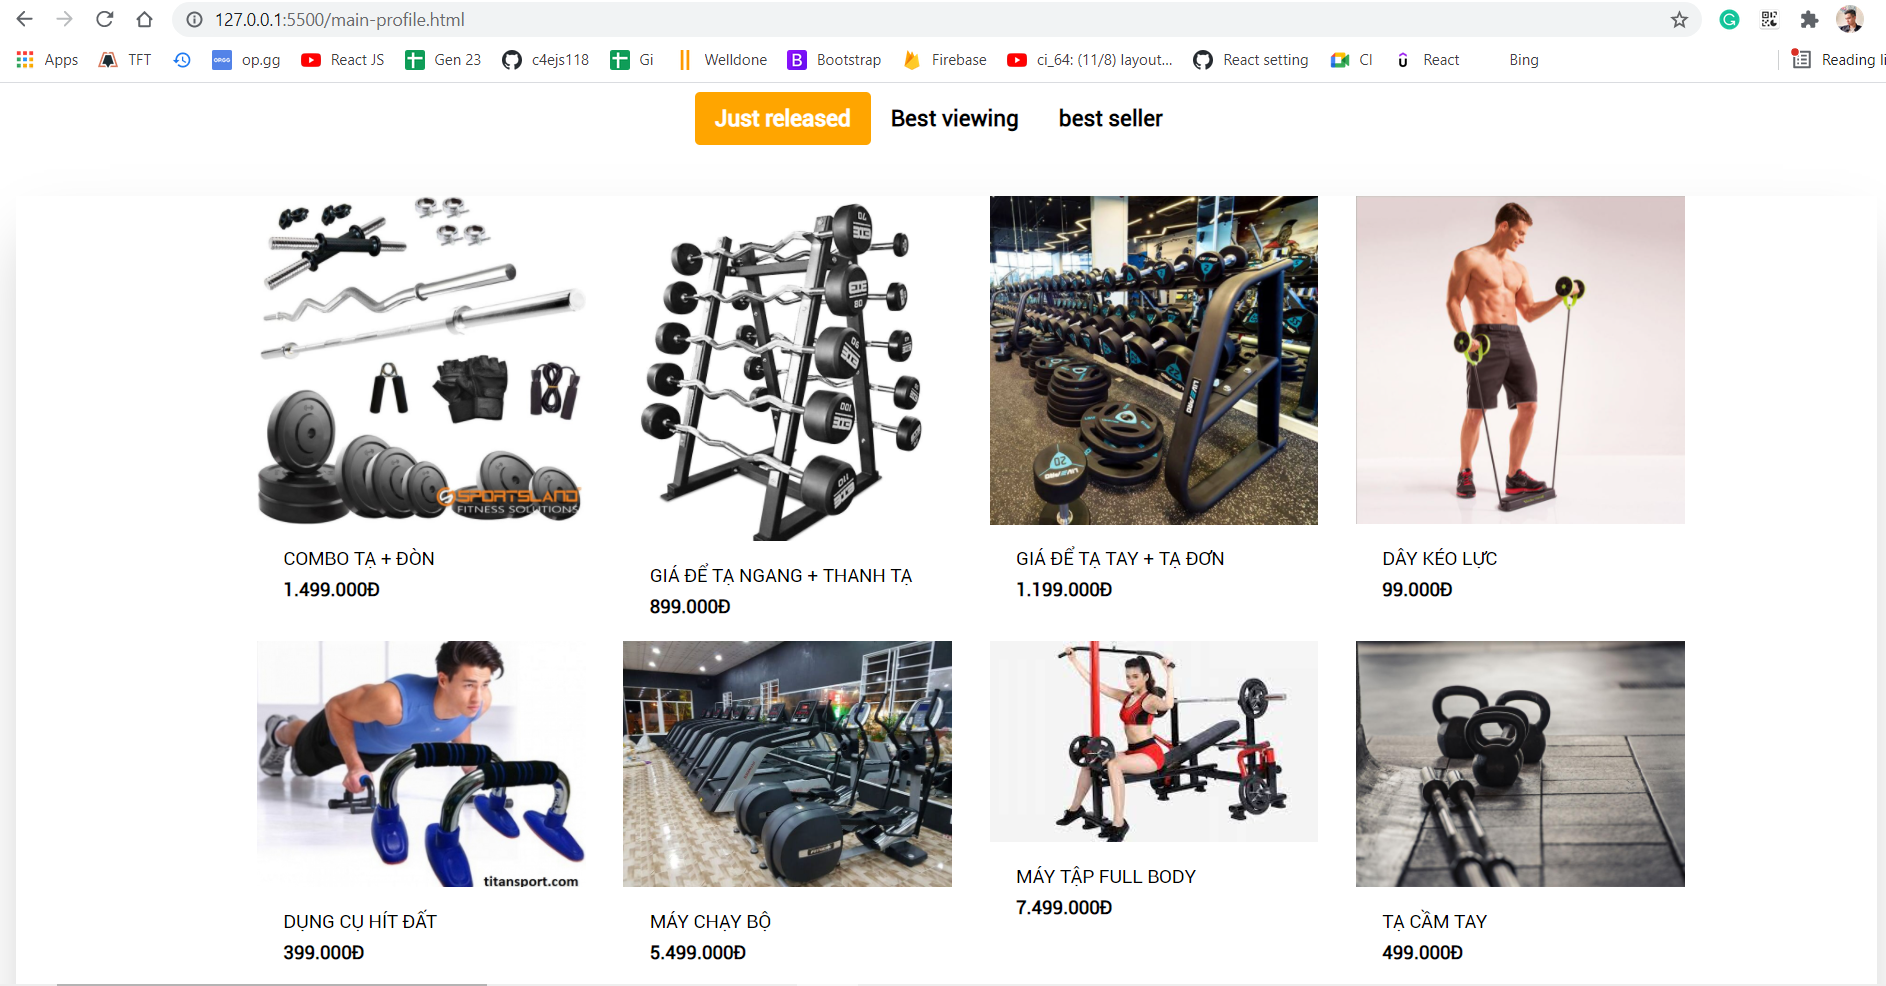 127.0.0.1:5500/main-profile.html
Apps TFT op.gg React JS Gen 23 c4ejs118 Gi Welldone Bootstrap Firebase ci_64: (11/8) layout... React setting CI React Bing Reading li
Just released Best viewing best seller
SPORTSLAND
FITNESS SOLUTIONS
COMBO TẠ + ĐÒN
1.499.000Đ
GIÁ ĐỂ TẠ NGANG + THANH TẠ
899.000Đ
GIÁ ĐỂ TẠ TAY + TẠ ĐƠN
1.199.000Đ
DÂY KÉO LỰC
99.000Đ
titansport.com
DỤNG CỤ HÍT ĐẤT
399.000Đ
MÁY CHẠY BỘ
5.499.000Đ
MÁY TẬP FULL BODY
7.499.000Đ
TẠ CẦM TAY
499.000Đ